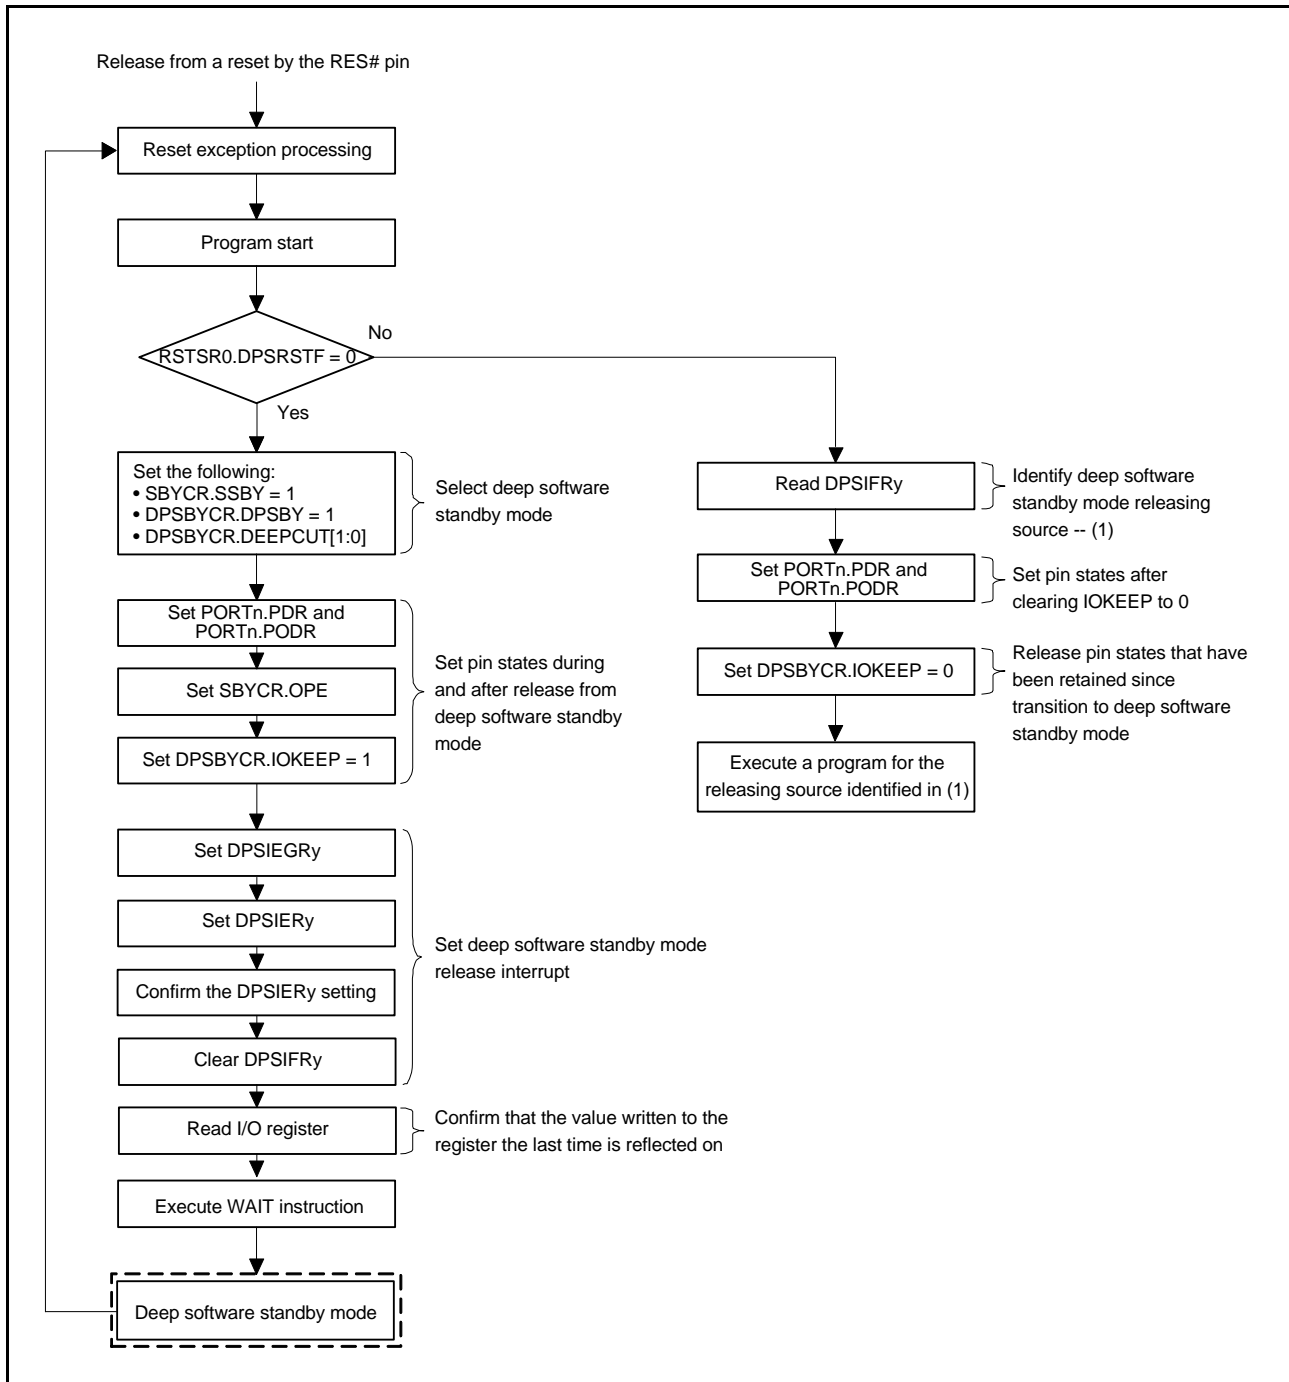 Release from a reset by the RES# pin
Reset exception processing
Program start
RSTSR0.DPSRSTF = 0
No
Yes
Set the following:
• SBYCR.SSBY = 1
• DPSBYCR.DPSBY = 1
• DPSBYCR.DEEPCUT[1:0]
Select deep software
standby mode
Set PORTn.PDR and
PORTn.PODR
Set SBYCR.OPE
Set DPSBYCR.IOKEEP = 1
Set pin states during
and after release from
deep software standby
mode
Set DPSIEGRy
Set DPSIERy
Confirm the DPSIERy setting
Clear DPSIFRy
Set deep software standby mode
release interrupt
Read I/O register
Confirm that the value written to the
register the last time is reflected on
Execute WAIT instruction
Deep software standby mode
Read DPSIFRy
Identify deep software
standby mode releasing
source -- (1)
Set PORTn.PDR and
PORTn.PODR
Set pin states after
clearing IOKEEP to 0
Set DPSBYCR.IOKEEP = 0
Release pin states that have
been retained since
transition to deep software
standby mode
Execute a program for the
releasing source identified in (1)